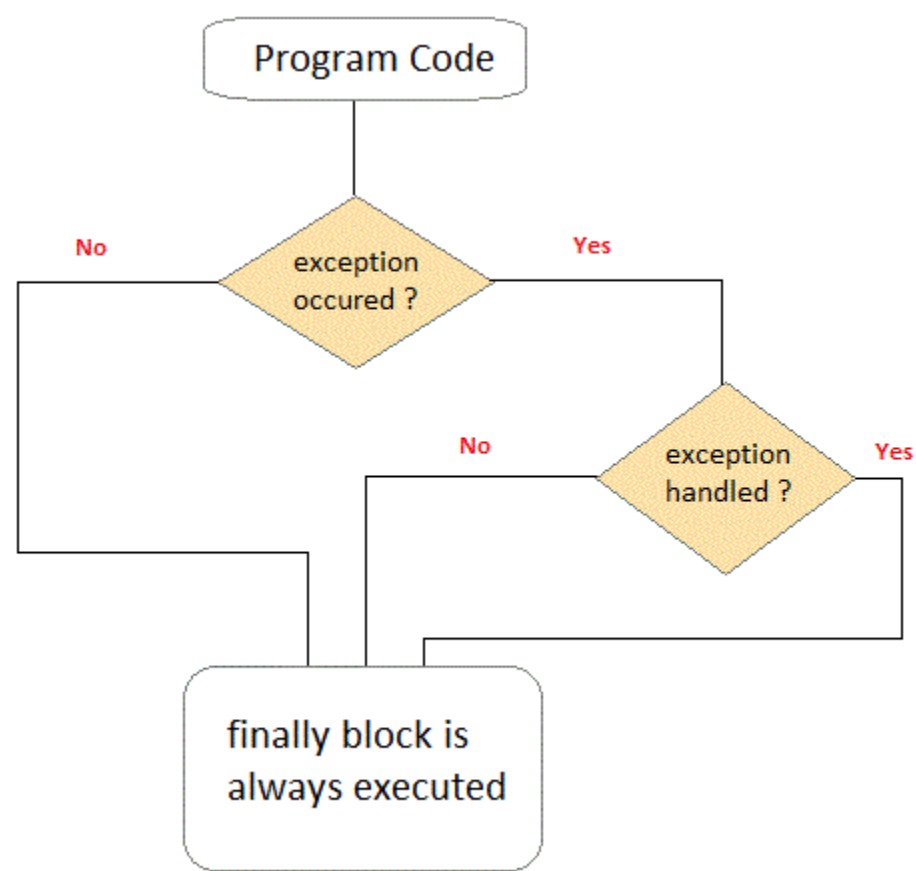 Program Code
No
Yes
exception
occured ?
No
Yes
exception
handled ?
finally block is
always executed